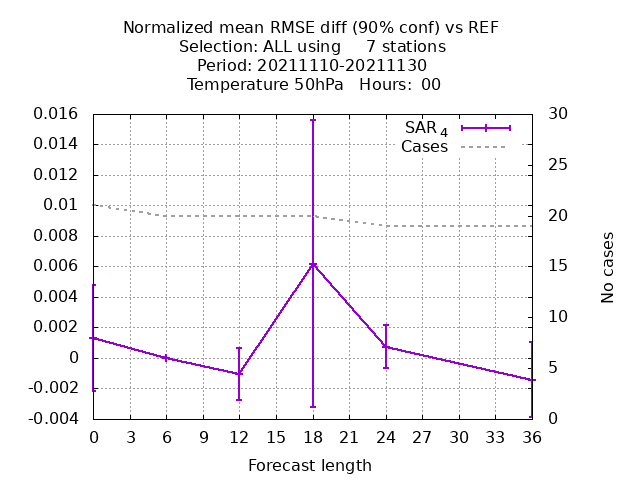 Normalized mean RMSE diff (90% conf) vs REF
Selection: ALL using     7 stations
Period: 20211110-20211130
Temperature 50hPa   Hours:  00
SAR 4
Cases
0.016
0.014
0.012
0.01
0.008
0.006
0.004
0.002
0
-0.002
-0.004
30
25
20
15
10
5
0
No cases
0 3 6 9 12 15 18 21 24 27 30 33 36
Forecast length